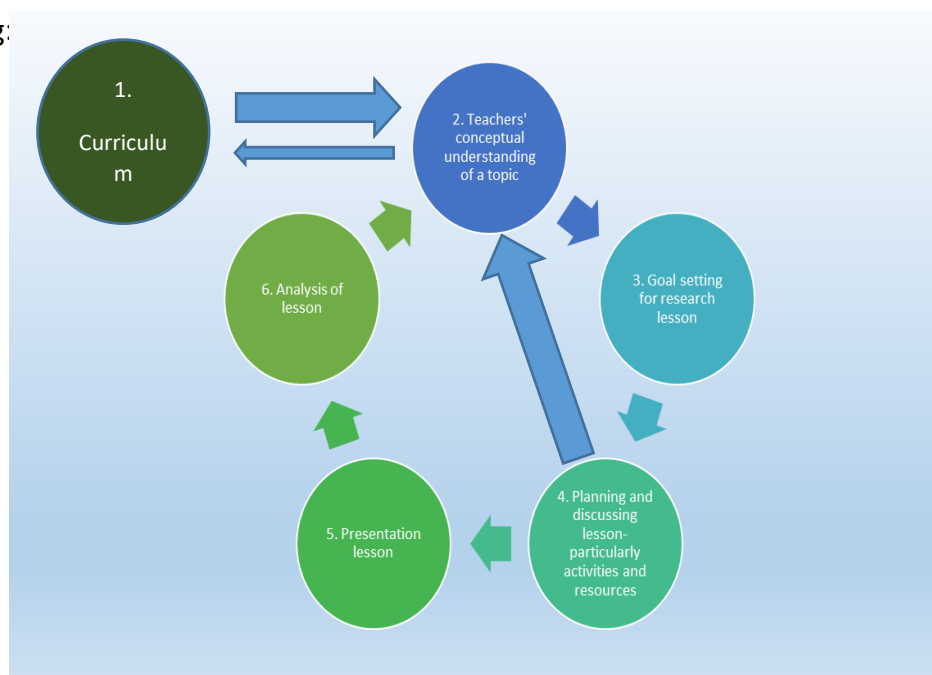 g:
1.
Curriculu
m
2. Teachers'
conceptual
understanding
of a topic
3. Goal setting
for research
lesson
4. Planning and
discussing
lesson-
particularly
activities and
resources
5. Presentation
lesson
6. Analysis of
lesson